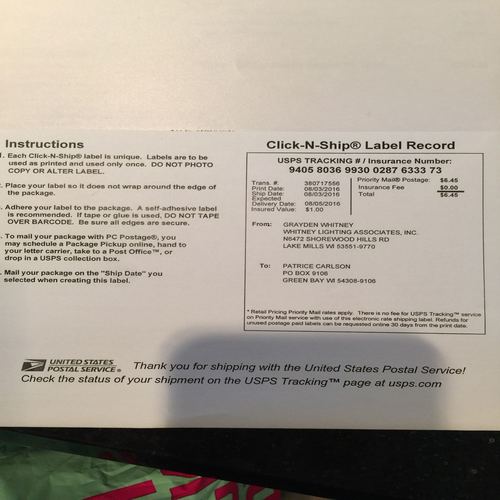 Instructions
1. Each Click-N-Ship® label is unique. Labels are to be
used as printed and used only once. DO NOT PHOTO
COPY OR ALTER LABEL.
Place your label so it does not wrap around the edge of
the package.
Adhere your label to the package. A self-adhesive label
is recommended. If tape or glue is used, DO NOT TAPE
OVER BARCODE. Be sure all edges are secure.
To mail your package with PC Postage®, you
may schedule a Package Pickup online, hand to
your letter carrier, take to a Post Office™, or
drop in a USPS collection box.
Mail your package on the "Ship Date" you
selected when creating this label.
Click-N-Ship® Label Record
USPS TRACKING # / Insurance Number:
9405 8036 9930 0287 6333 73
Trans. #: 380717556
Print Date: 08/03/2016
Ship Date: 08/03/2016
Expected
Delivery Date: 08/05/2016
Insured Value: $1.00
Priority Mail® Postage: $6.45
Insurance Fee $0.00
Total $6.45
From: GRAYDEN WHITNEY
WHITNEY LIGHTING ASSOCIATES, INC.
N6472 SHOREWOOD HILLS RD
LAKE MILLS WI 53551-9770
To: PATRICE CARLSON
PO BOX 9106
GREEN BAY WI 54308-9106
* Retail Pricing Priority Mail rates apply. There is no fee for USPS Tracking™ service
on Priority Mail service with use of this electronic rate shipping label. Refunds for
unused postage paid labels can be requested online 30 days from the print date.
UNITED STATES
POSTAL SERVICE®
Thank you for shipping with the United States Postal Service!
Check the status of your shipment on the USPS Tracking™ page at usps.com